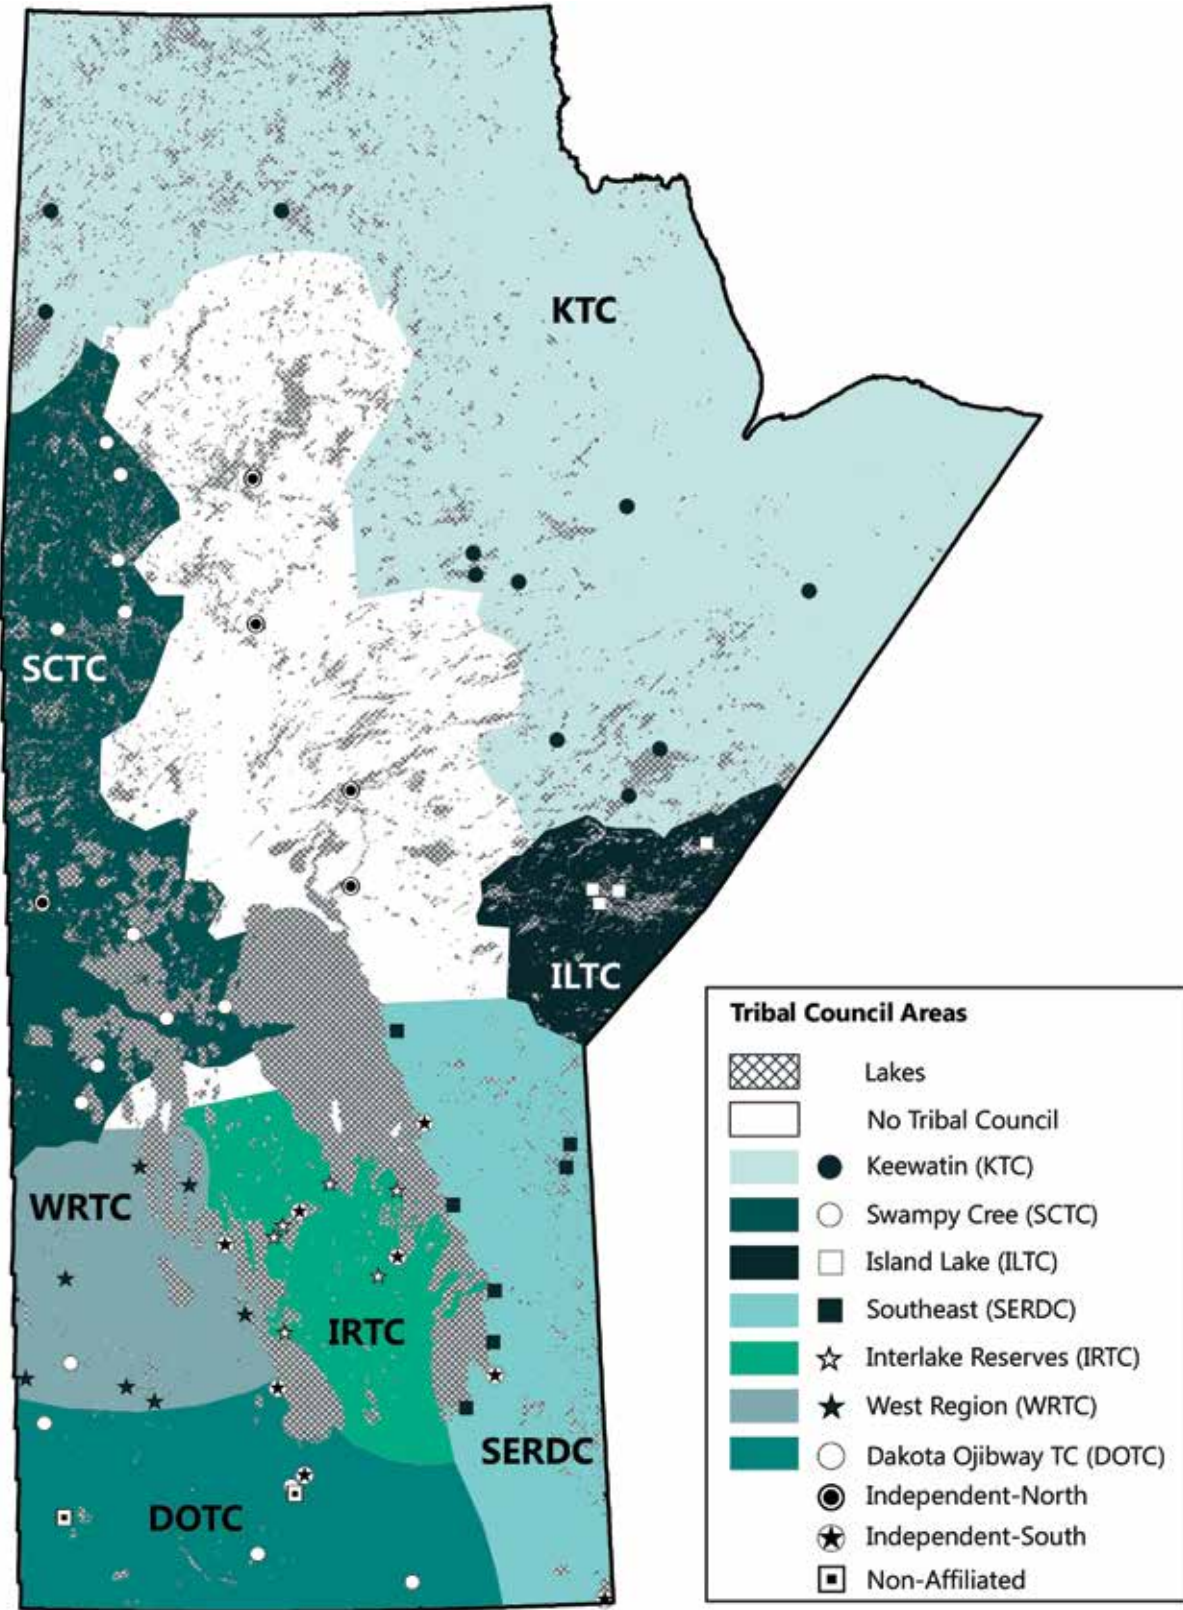 KTC
SCTC
ILTC
WRTC
IRTC
SERDC
DOTC
Tribal Council Areas
Lakes
No Tribal Council
Keewatin (KTC)
Swampy Cree (SCTC)
Island Lake (ILTC)
Southeast (SERDC)
Interlake Reserves (IRTC)
West Region (WRTC)
Dakota Ojibway TC (DOTC)
Independent-North
Independent-South
Non-Affiliated